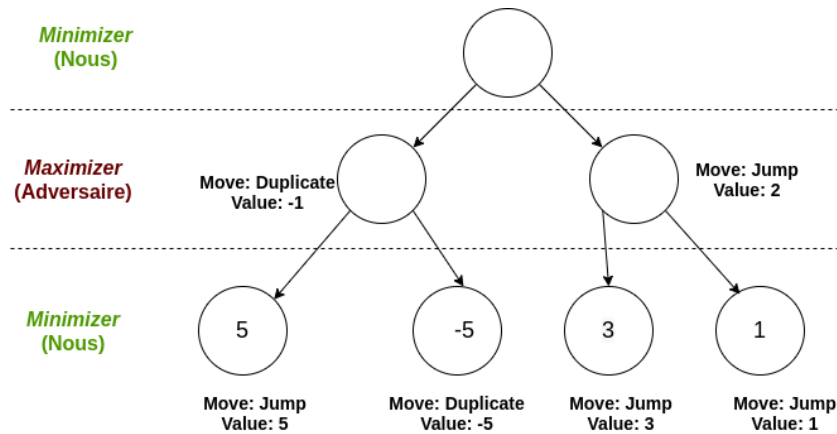 Minimizer
(Nous)
Maximizer
(Adversaire)
Move: Duplicate
Value: -1
Move: Jump
Value: 2
Minimizer
(Nous)
5
-5
3
1
Move: Jump
Value: 5
Move: Duplicate
Value: -5
Move: Jump
Value: 3
Move: Jump
Value: 1